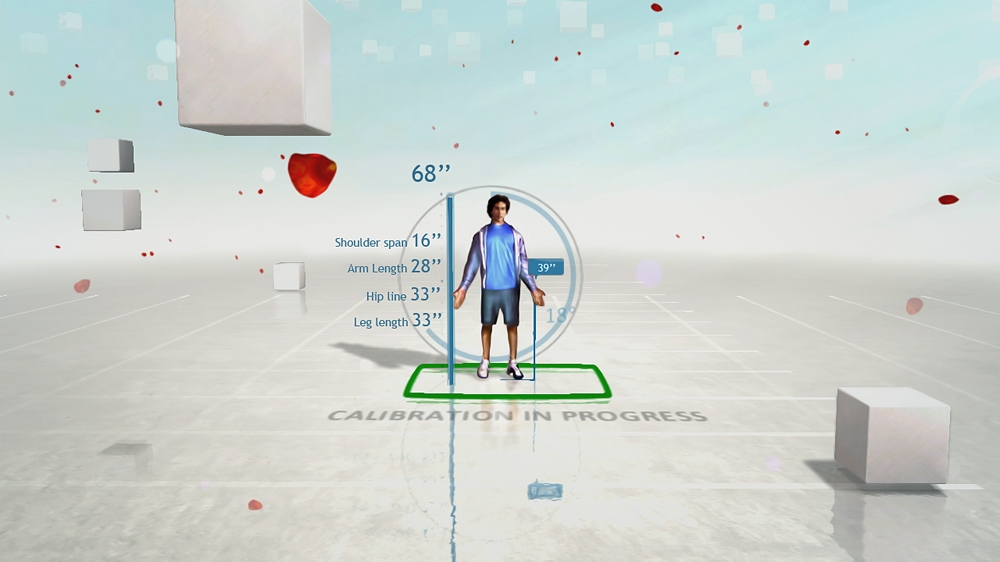 68’’
Shoulder span 16’’
Arm Length 28’’
39’’
Hip line 33’’
18°
Leg length 33’’
CALIBRATION IN PROGRESS